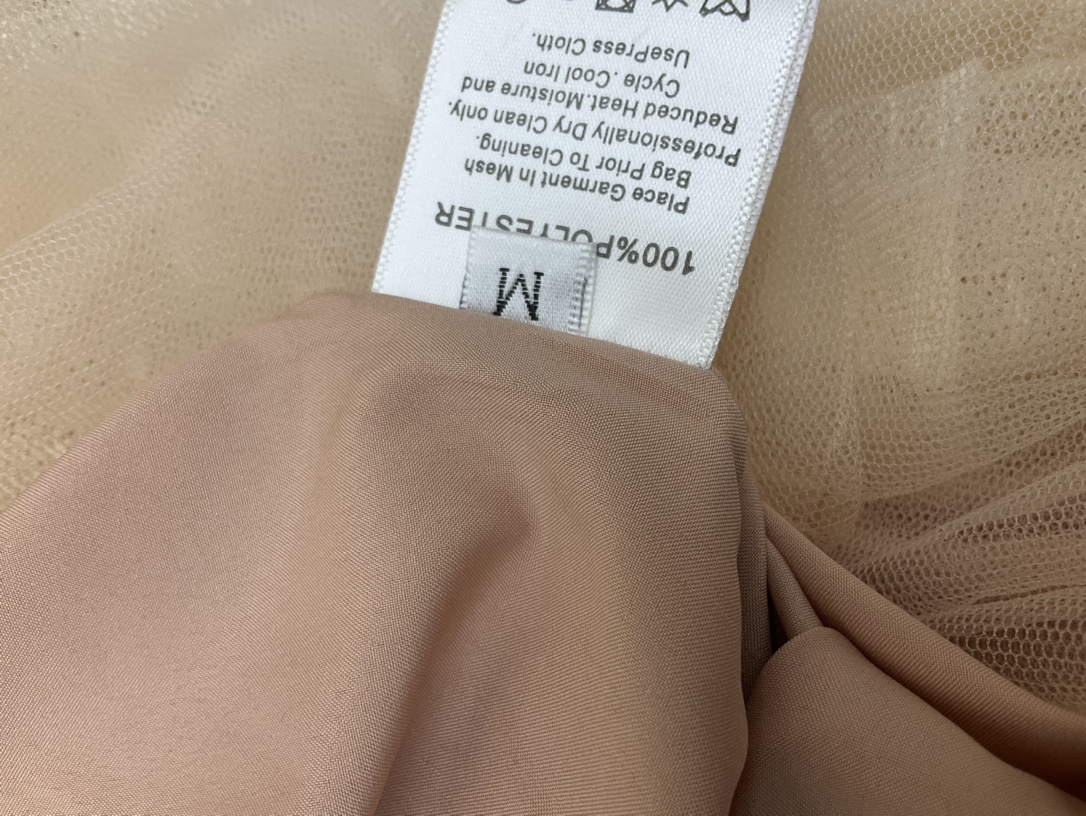 100%POLYESTER
M
Place Garment In Mesh
Bag Prior To Cleaning.
Professionally Dry Clean only.
Reduced Heat.Moisture and
Cycle . Cool Iron
UsePress Cloth.